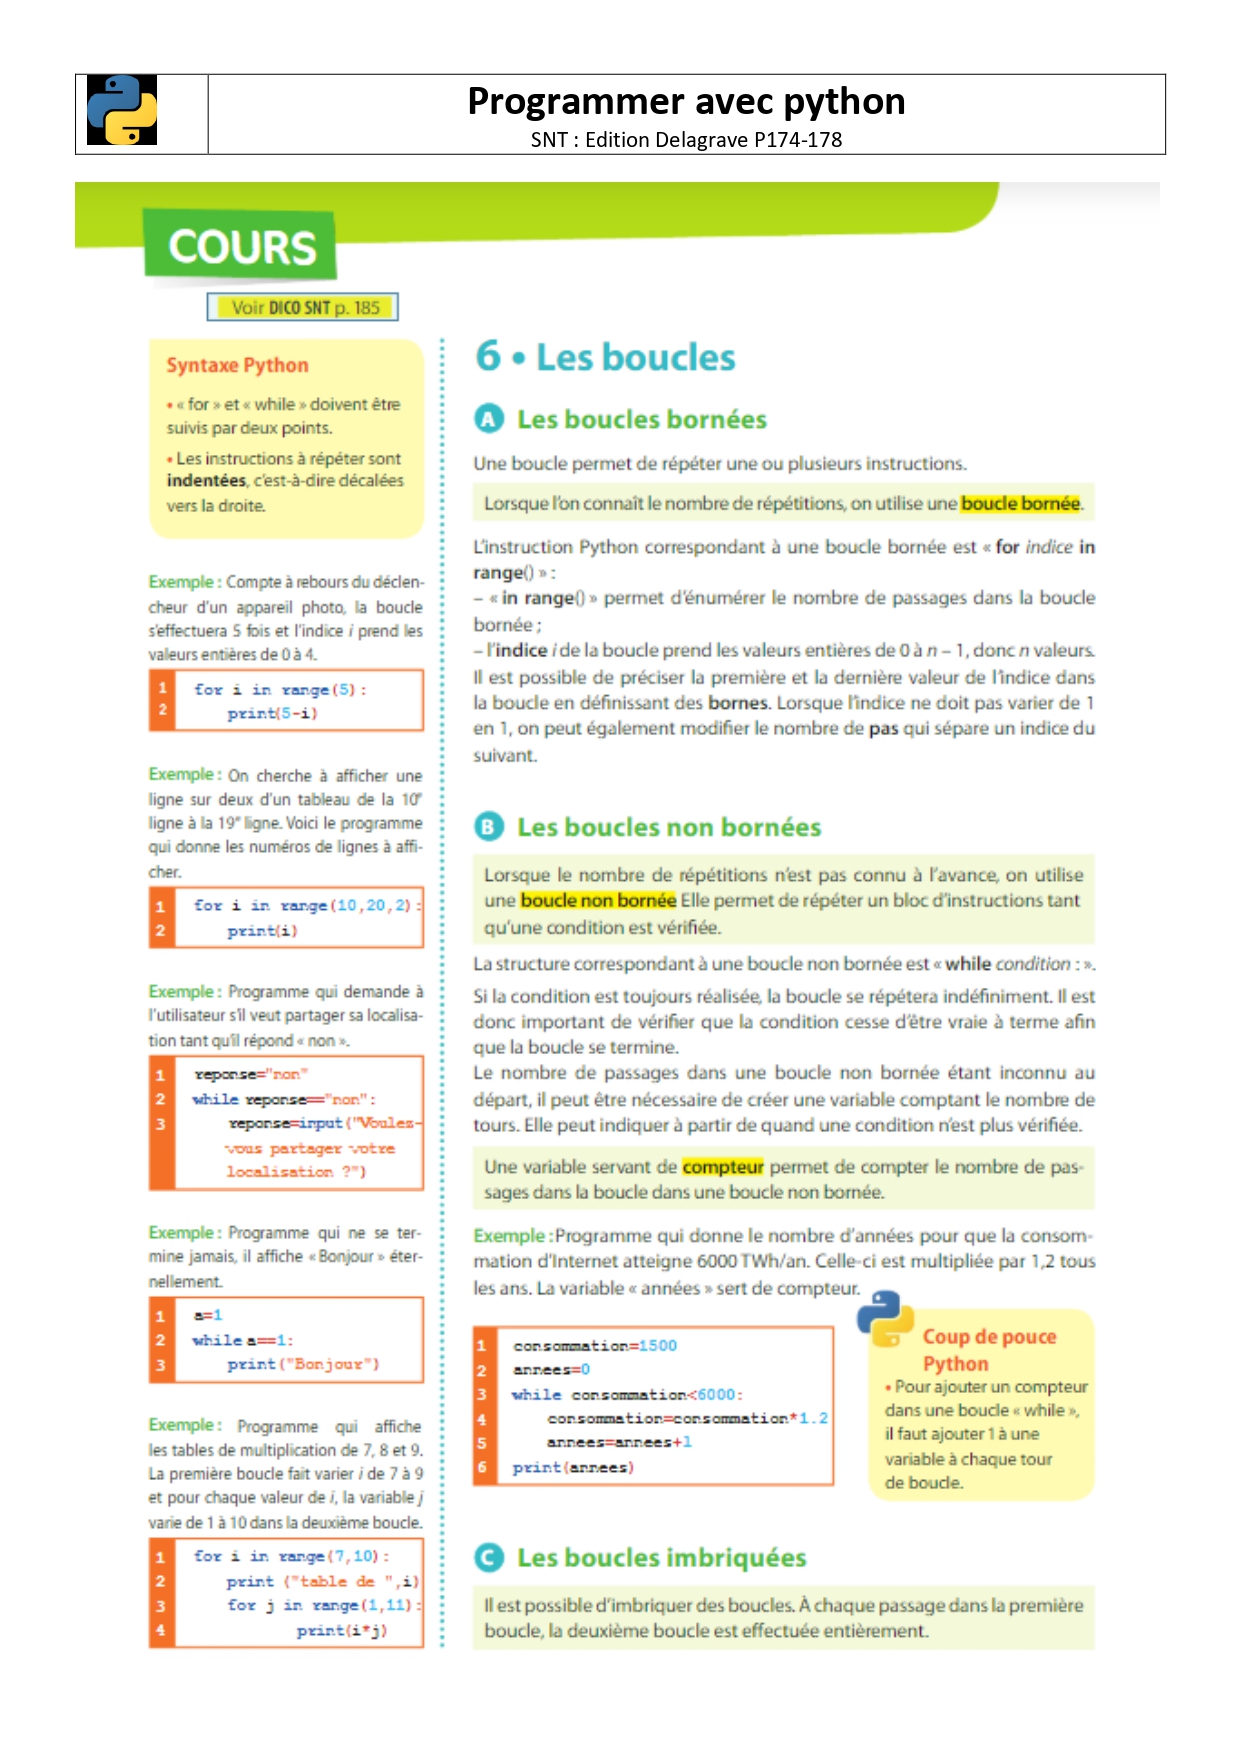 Programmer avec python
SNT : Edition Delagrave P174-178
COURS
Voir DICO SNT p. 185
Syntaxe Python
• « for » et « while » doivent être
suivis par deux points.
• Les instructions à répéter sont
indentées, c'est-à-dire décalées
vers la droite.
Exemple : Compte à rebours du déclen-
cheur d'un appareil photo, la boucle
s'effectuera 5 fois et l'indice i prend les
valeurs entières de 0 à 4.
1 for i in range(5):
2 print(5-i)
Exemple : On cherche à afficher une
ligne sur deux d'un tableau de la 10e
ligne à la 19e ligne. Voici le programme
qui donne les numéros de lignes à affi-
cher.
1 for i in range(10,20,2):
2 print(i)
Exemple : Programme qui demande à
l'utilisateur s'il veut partager sa localisa-
tion tant qu'il répond « non ».
1 reponse="non"
2 while reponse=="non":
3 reponse=input("Voulez-
vous partager votre
localisation ?")
Exemple : Programme qui ne se ter-
mine jamais, il affiche « Bonjour » éter-
nellement.
1 a=1
2 while a==1:
3 print("Bonjour")
Exemple : Programme qui affiche
les tables de multiplication de 7, 8 et 9.
La première boucle fait varier i de 7 à 9
et pour chaque valeur de i, la variable j
varie de 1 à 10 dans la deuxième boucle.
1 for i in range(7,10):
2 print ("table de ",i)
3 for j in range(1,11):
4 print(i*j)
6 • Les boucles
A Les boucles bornées
Une boucle permet de répéter une ou plusieurs instructions.
Lorsque l'on connaît le nombre de répétitions, on utilise une boucle bornée.
L'instruction Python correspondant à une boucle bornée est « for indice in
range() » :
– « in range() » permet d'énumérer le nombre de passages dans la boucle
bornée ;
– l'indice i de la boucle prend les valeurs entières de 0 à n – 1, donc n valeurs.
Il est possible de préciser la première et la dernière valeur de l'indice dans
la boucle en définissant des bornes. Lorsque l'indice ne doit pas varier de 1
en 1, on peut également modifier le nombre de pas qui sépare un indice du
suivant.
B Les boucles non bornées
Lorsque le nombre de répétitions n'est pas connu à l'avance, on utilise
une boucle non bornée Elle permet de répéter un bloc d'instructions tant
qu'une condition est vérifiée.
La structure correspondant à une boucle non bornée est « while condition : ».
Si la condition est toujours réalisée, la boucle se répétera indéfiniment. Il est
donc important de vérifier que la condition cesse d'être vraie à terme afin
que la boucle se termine.
Le nombre de passages dans une boucle non bornée étant inconnu au
départ, il peut être nécessaire de créer une variable comptant le nombre de
tours. Elle peut indiquer à partir de quand une condition n'est plus vérifiée.
Une variable servant de compteur permet de compter le nombre de pas-
sages dans la boucle dans une boucle non bornée.
Exemple :Programme qui donne le nombre d'années pour que la consom-
mation d'Internet atteigne 6000 TWh/an. Celle-ci est multipliée par 1,2 tous
les ans. La variable « années » sert de compteur.
1 consommation=1500
2 annees=0
3 while consommation<6000:
4 consommation=consommation*1.2
5 annees=annees+1
6 print(annees)
Coup de pouce
Python
• Pour ajouter un compteur
dans une boucle « while »,
il faut ajouter 1 à une
variable à chaque tour
de boucle.
C Les boucles imbriquées
Il est possible d'imbriquer des boucles. À chaque passage dans la première
boucle, la deuxième boucle est effectuée entièrement.